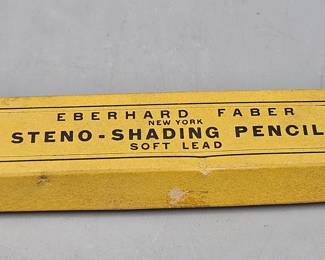 EBERHARD FABER
NEW YORK
STENO-SHADING PENCIL
SOFT LEAD